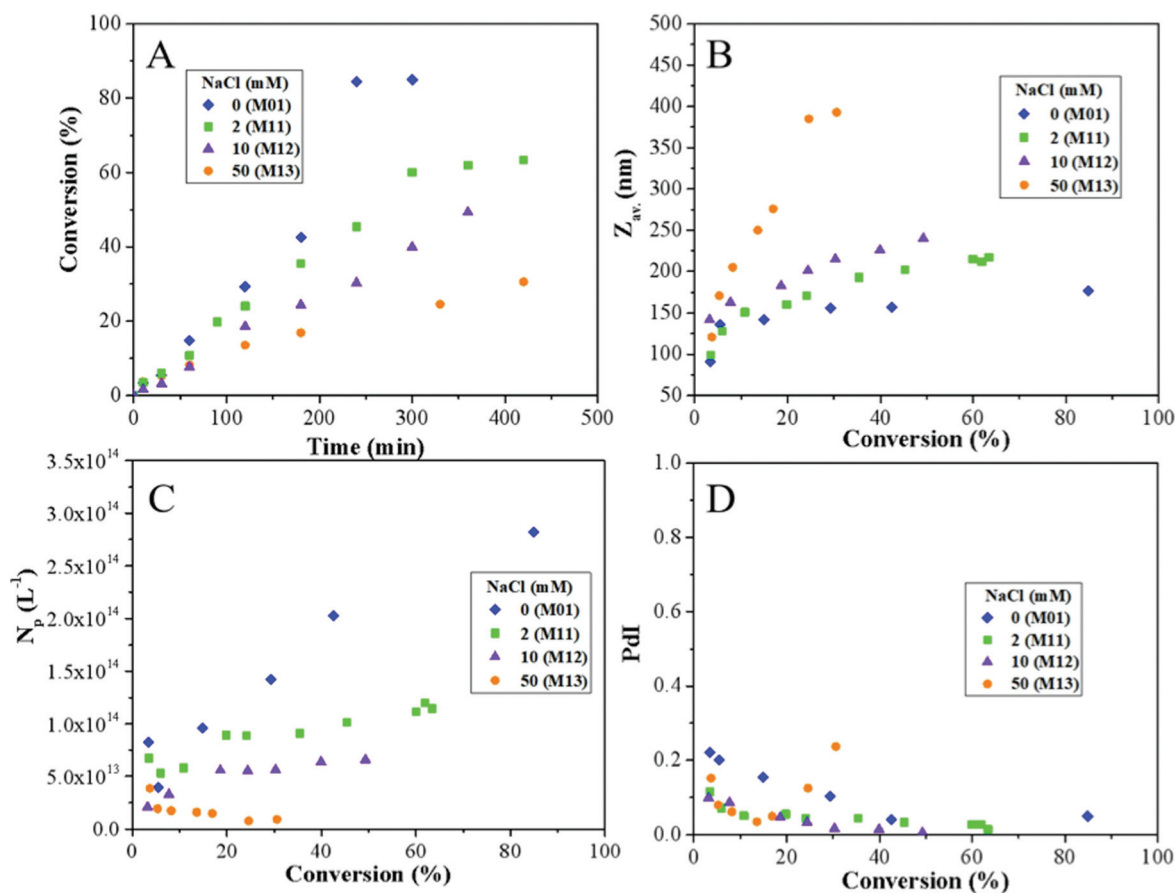 A
Conversion (%)
100
80
60
40
20
0
NaCl (mM)
0 (M01)
2 (M11)
10 (M12)
50 (M13)
0 100 200 300 400 500
Time (min)
B
Z_av. (nm)
500
450
400
350
300
250
200
150
100
50
NaCl (mM)
0 (M01)
2 (M11)
10 (M12)
50 (M13)
0 20 40 60 80 100
Conversion (%)
C
N_p (L^-1)
3.5x10^14
3.0x10^14
2.5x10^14
2.0x10^14
1.5x10^14
1.0x10^14
5.0x10^13
0.0
NaCl (mM)
0 (M01)
2 (M11)
10 (M12)
50 (M13)
0 20 40 60 80 100
Conversion (%)
D
PdI
1.0
0.8
0.6
0.4
0.2
0.0
NaCl (mM)
0 (M01)
2 (M11)
10 (M12)
50 (M13)
0 20 40 60 80 100
Conversion (%)